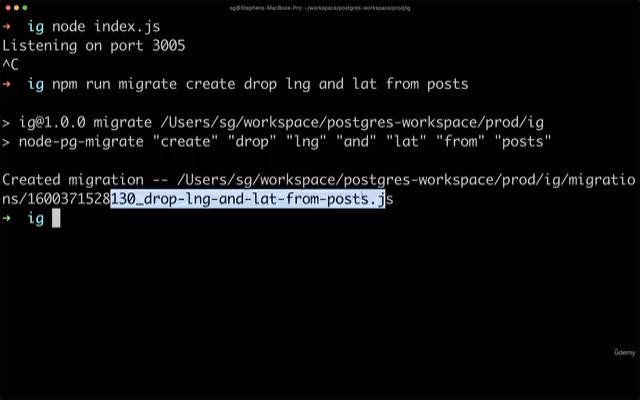 sg@Stephens-MacBook-Pro: ~/workspace/postgres-workspace/prod/ig
→ ig node index.js
Listening on port 3005
^C
→ ig npm run migrate create drop lng and lat from posts
> ig@1.0.0 migrate /Users/sg/workspace/postgres-workspace/prod/ig
> node-pg-migrate "create" "drop" "lng" "and" "lat" "from" "posts"
Created migration -- /Users/sg/workspace/postgres-workspace/prod/ig/migratio
ns/1600371528130_drop-lng-and-lat-from-posts.js
→ ig
ûdemy